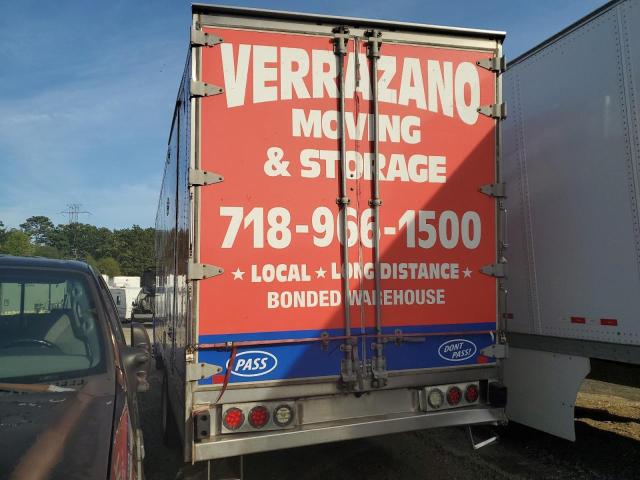 VERRAZANO
MOVING
& STORAGE
718-966-1500
★ LOCAL ★ LONG DISTANCE ★
BONDED WAREHOUSE
PASS
DONT PASS